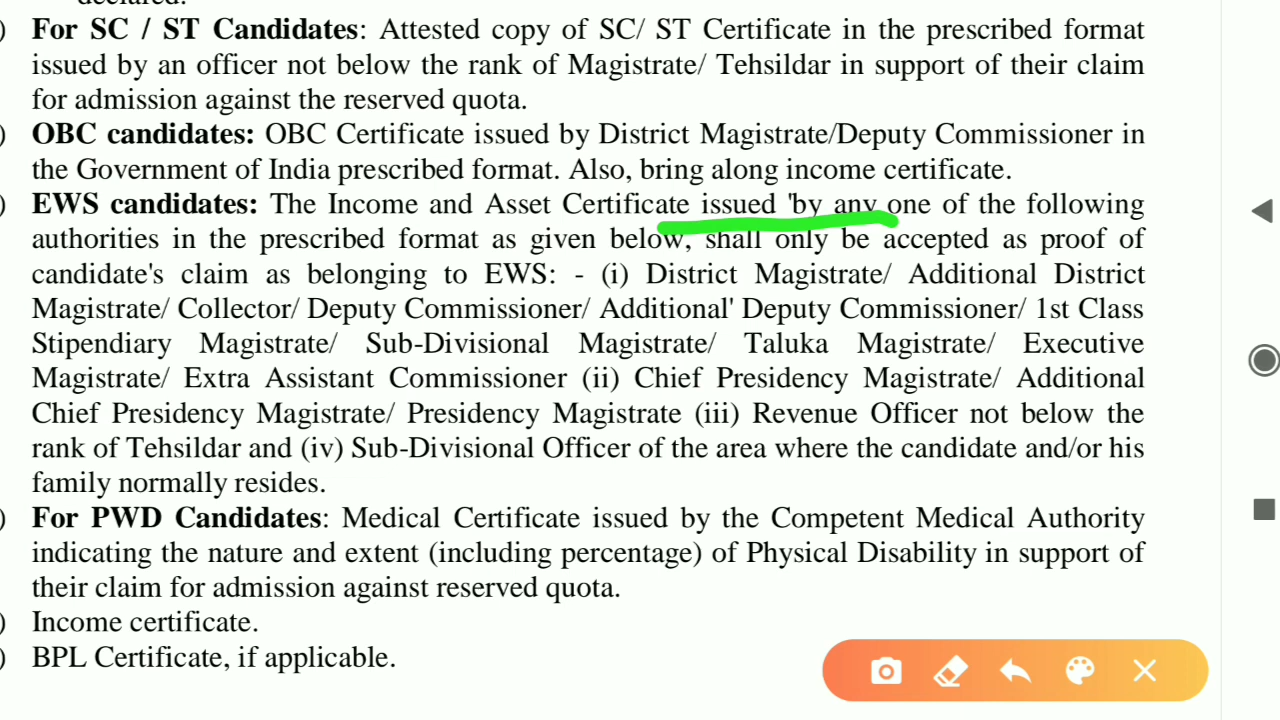 declared.
) For SC / ST Candidates: Attested copy of SC/ ST Certificate in the prescribed format
issued by an officer not below the rank of Magistrate/ Tehsildar in support of their claim
for admission against the reserved quota.
) OBC candidates: OBC Certificate issued by District Magistrate/Deputy Commissioner in
the Government of India prescribed format. Also, bring along income certificate.
) EWS candidates: The Income and Asset Certificate issued 'by any one of the following
authorities in the prescribed format as given below, shall only be accepted as proof of
candidate's claim as belonging to EWS: - (i) District Magistrate/ Additional District
Magistrate/ Collector/ Deputy Commissioner/ Additional' Deputy Commissioner/ 1st Class
Stipendiary Magistrate/ Sub-Divisional Magistrate/ Taluka Magistrate/ Executive
Magistrate/ Extra Assistant Commissioner (ii) Chief Presidency Magistrate/ Additional
Chief Presidency Magistrate/ Presidency Magistrate (iii) Revenue Officer not below the
rank of Tehsildar and (iv) Sub-Divisional Officer of the area where the candidate and/or his
family normally resides.
) For PWD Candidates: Medical Certificate issued by the Competent Medical Authority
indicating the nature and extent (including percentage) of Physical Disability in support of
their claim for admission against reserved quota.
) Income certificate.
) BPL Certificate, if applicable.